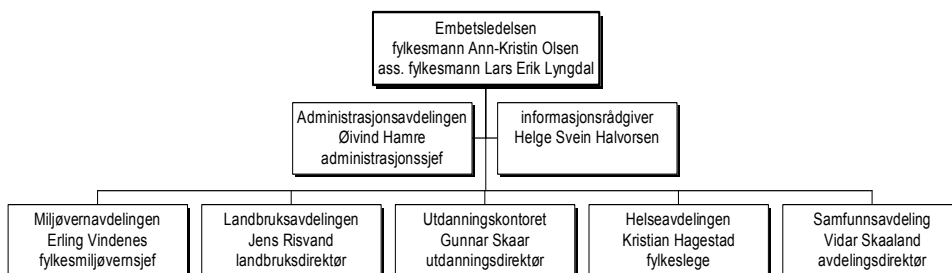 Embetsledelsen
fylkesmann Ann-Kristin Olsen
ass. fylkesmann Lars Erik Lyngdal
Administrasjonsavdelingen
Øivind Hamre
administrasjonssjef
informasjonsrådgiver
Helge Svein Halvorsen
Miljøvernavdelingen
Erling Vindenes
fylkesmiljøvernsjef
Landbruksavdelingen
Jens Risvand
landbruksdirektør
Utdanningskontoret
Gunnar Skaar
utdanningsdirektør
Helseavdelingen
Kristian Hagestad
fylkeslege
Samfunnsavdeling
Vidar Skaaland
avdelingsdirektør